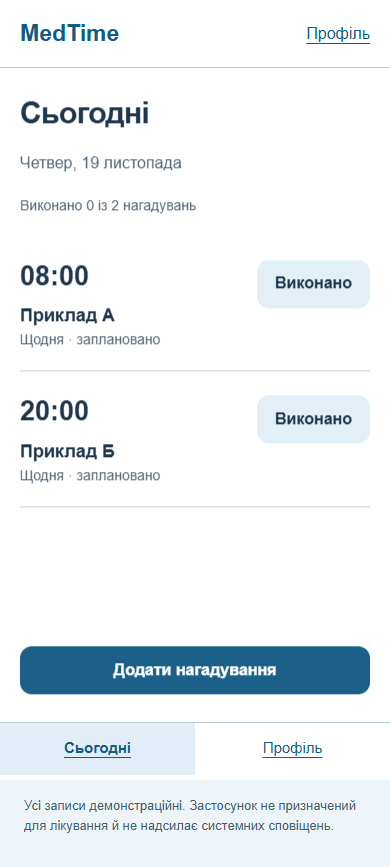 MedTime
Профіль
Сьогодні
Четвер, 19 листопада
Виконано 0 із 2 нагадувань
08:00
Виконано
Приклад А
Щодня · заплановано
20:00
Виконано
Приклад Б
Щодня · заплановано
Додати нагадування
Сьогодні
Профіль
Усі записи демонстраційні. Застосунок не призначений
для лікування й не надсилає системних сповіщень.